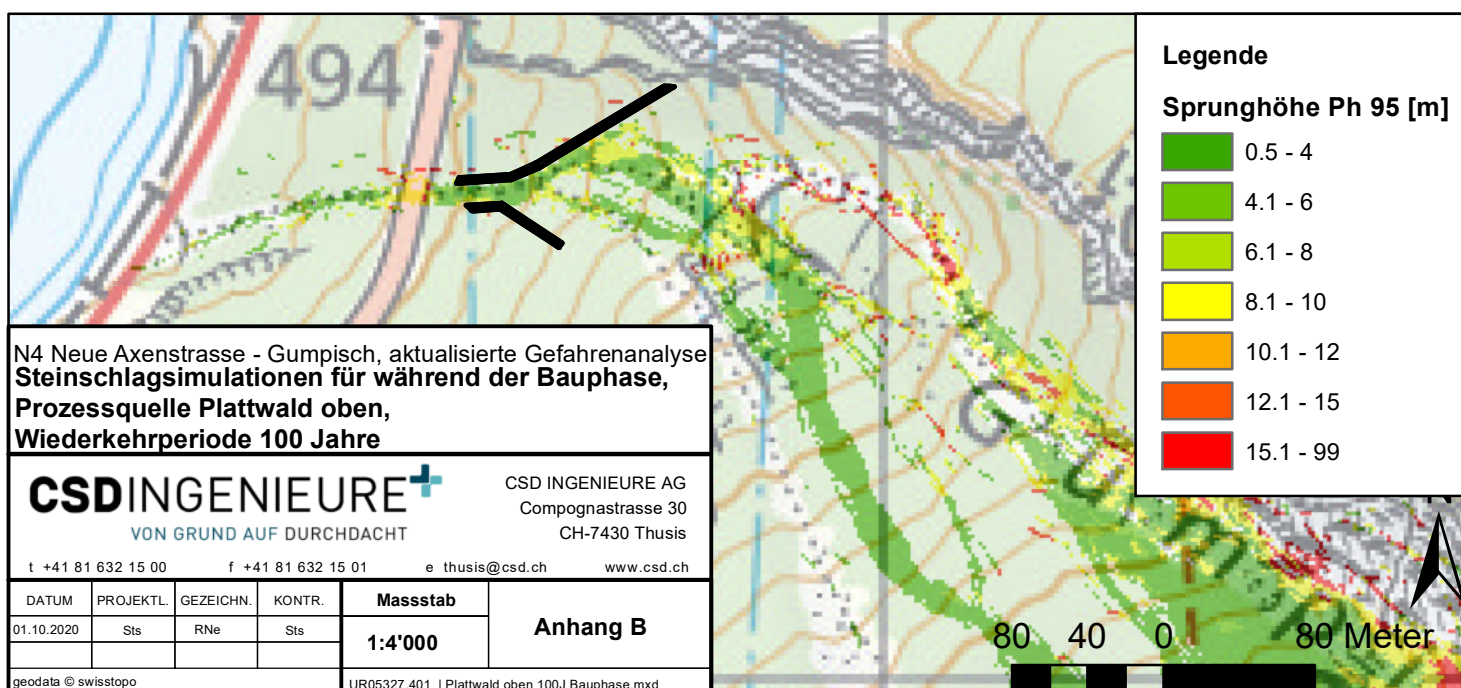 494
Legende
Sprunghöhe Ph 95 [m]
0.5 - 4
4.1 - 6
6.1 - 8
8.1 - 10
10.1 - 12
12.1 - 15
15.1 - 99
N4 Neue Axenstrasse - Gumpisch, aktualisierte Gefahrenanalyse
Steinschlagsimulationen für während der Bauphase,
Prozessquelle Plattwald oben,
Wiederkehrperiode 100 Jahre
CSDINGENIEURE
VON GRUND AUF DURCHDACHT
CSD INGENIEURE AG
Compognastrasse 30
CH-7430 Thusis
t +41 81 632 15 00 f +41 81 632 15 01 e thusis@csd.ch www.csd.ch
DATUM PROJEKTL. GEZEICHN. KONTR. Massstab
01.10.2020 Sts RNe Sts 1:4'000 Anhang B
geodata © swisstopo UR05327.401 | Plattwald oben 100J Bauphase.mxd
N
80 40 0 80 Meter